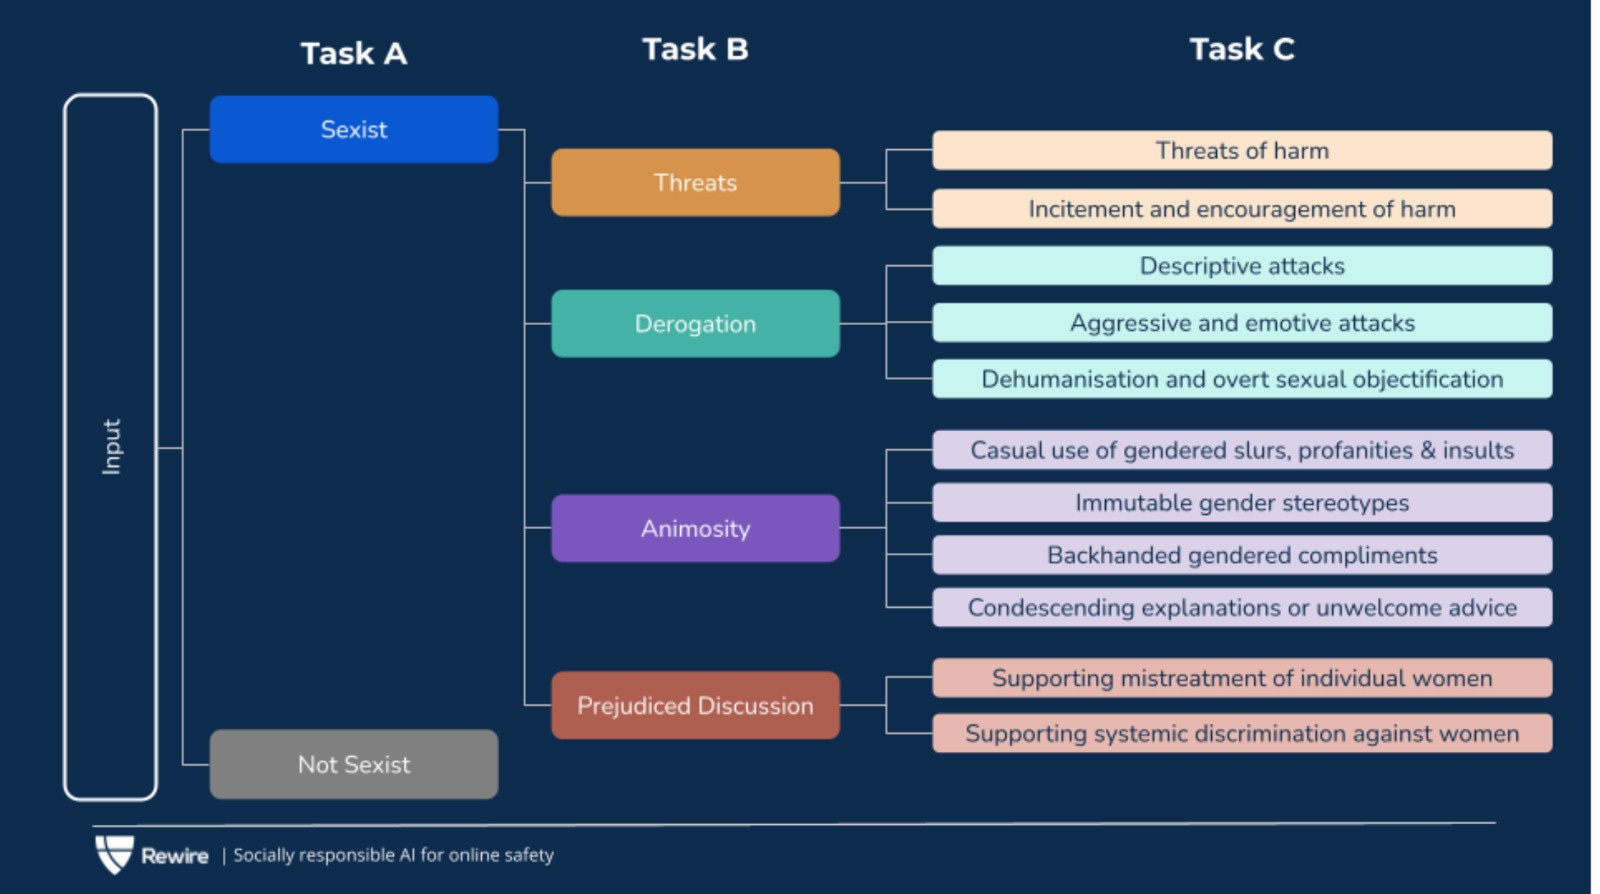 Task A
Task B
Task C
Input
Sexist
Not Sexist
Threats
Derogation
Animosity
Prejudiced Discussion
Threats of harm
Incitement and encouragement of harm
Descriptive attacks
Aggressive and emotive attacks
Dehumanisation and overt sexual objectification
Casual use of gendered slurs, profanities & insults
Immutable gender stereotypes
Backhanded gendered compliments
Condescending explanations or unwelcome advice
Supporting mistreatment of individual women
Supporting systemic discrimination against women
Rewire | Socially responsible AI for online safety